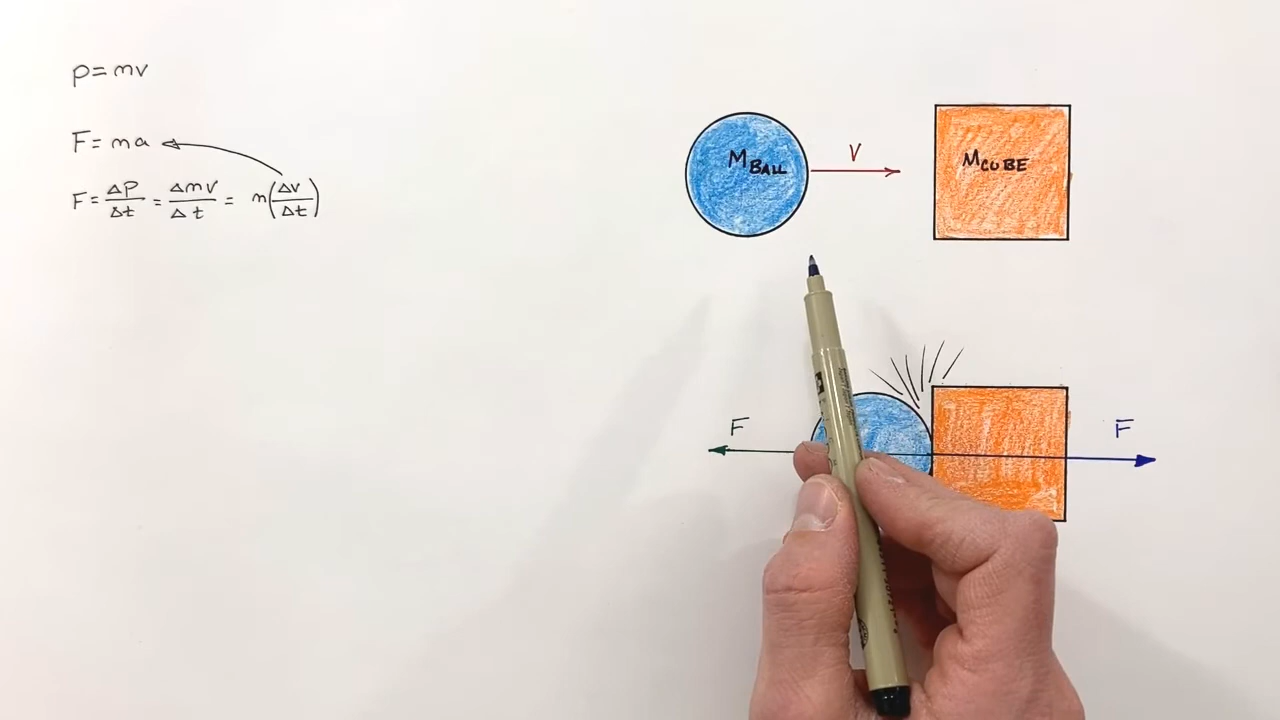 p=mv
F=ma
F=Δp/Δt=Δmv/Δt=m(Δv/Δt)
MBALL
V
MCUBE
F
F